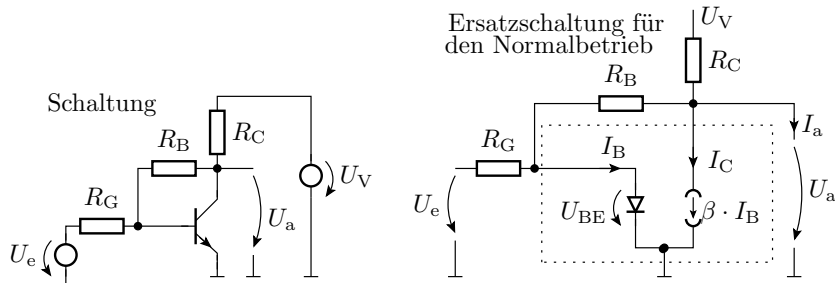 Schaltung
R_B
R_C
R_G
U_e
U_a
U_V
Ersatzschaltung für
den Normalbetrieb
U_V
R_C
R_B
R_G
I_B
I_C
I_a
U_e
U_BE
β · I_B
U_a